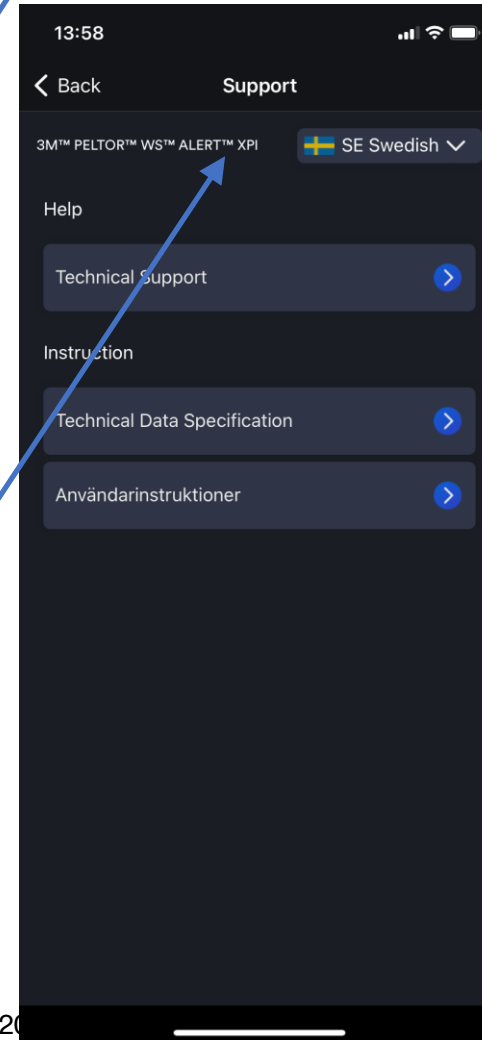 13:58
Back Support
3M™ PELTOR™ WS™ ALERT™ XPI SE Swedish
Help
Technical Support
Instruction
Technical Data Specification
Användarinstruktioner